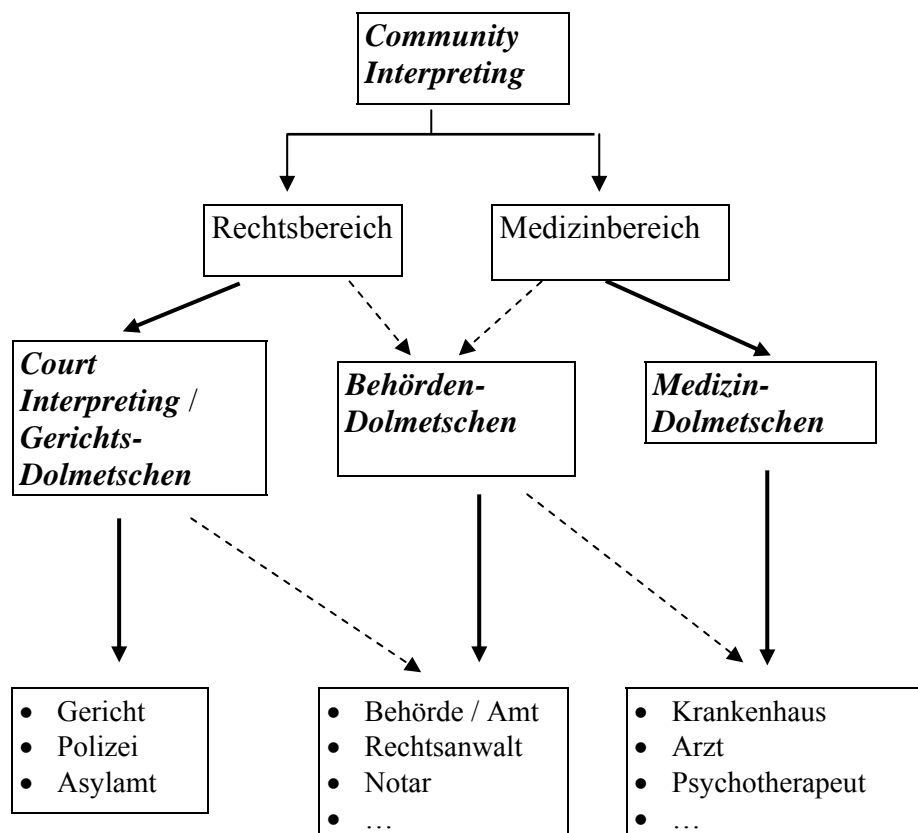 Community
Interpreting
Rechtsbereich
Medizinbereich
Court
Interpreting /
Gerichts-
Dolmetschen
Behörden-
Dolmetschen
Medizin-
Dolmetschen
• Gericht
• Polizei
• Asylamt
• Behörde / Amt
• Rechtsanwalt
• Notar
• …
• Krankenhaus
• Arzt
• Psychotherapeut
• …